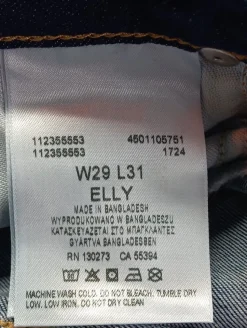 112355553 4501105751
112355553 1724
W29 L31
ELLY
MADE IN BANGLADESH
WYPRODUKOWANO W BANGLADESZU
ΚΑΤΑΣΚΕΥΑΖΕΤΑΙ ΣΤΟ ΜΠΑΓΚΛΑΝΤΕΣ
GYÁRTVA BANGLADESBEN
RN 130273 CA 55394
MACHINE WASH COLD. DO NOT BLEACH. TUMBLE DRY
LOW. LOW IRON. DO NOT DRY CLEAN